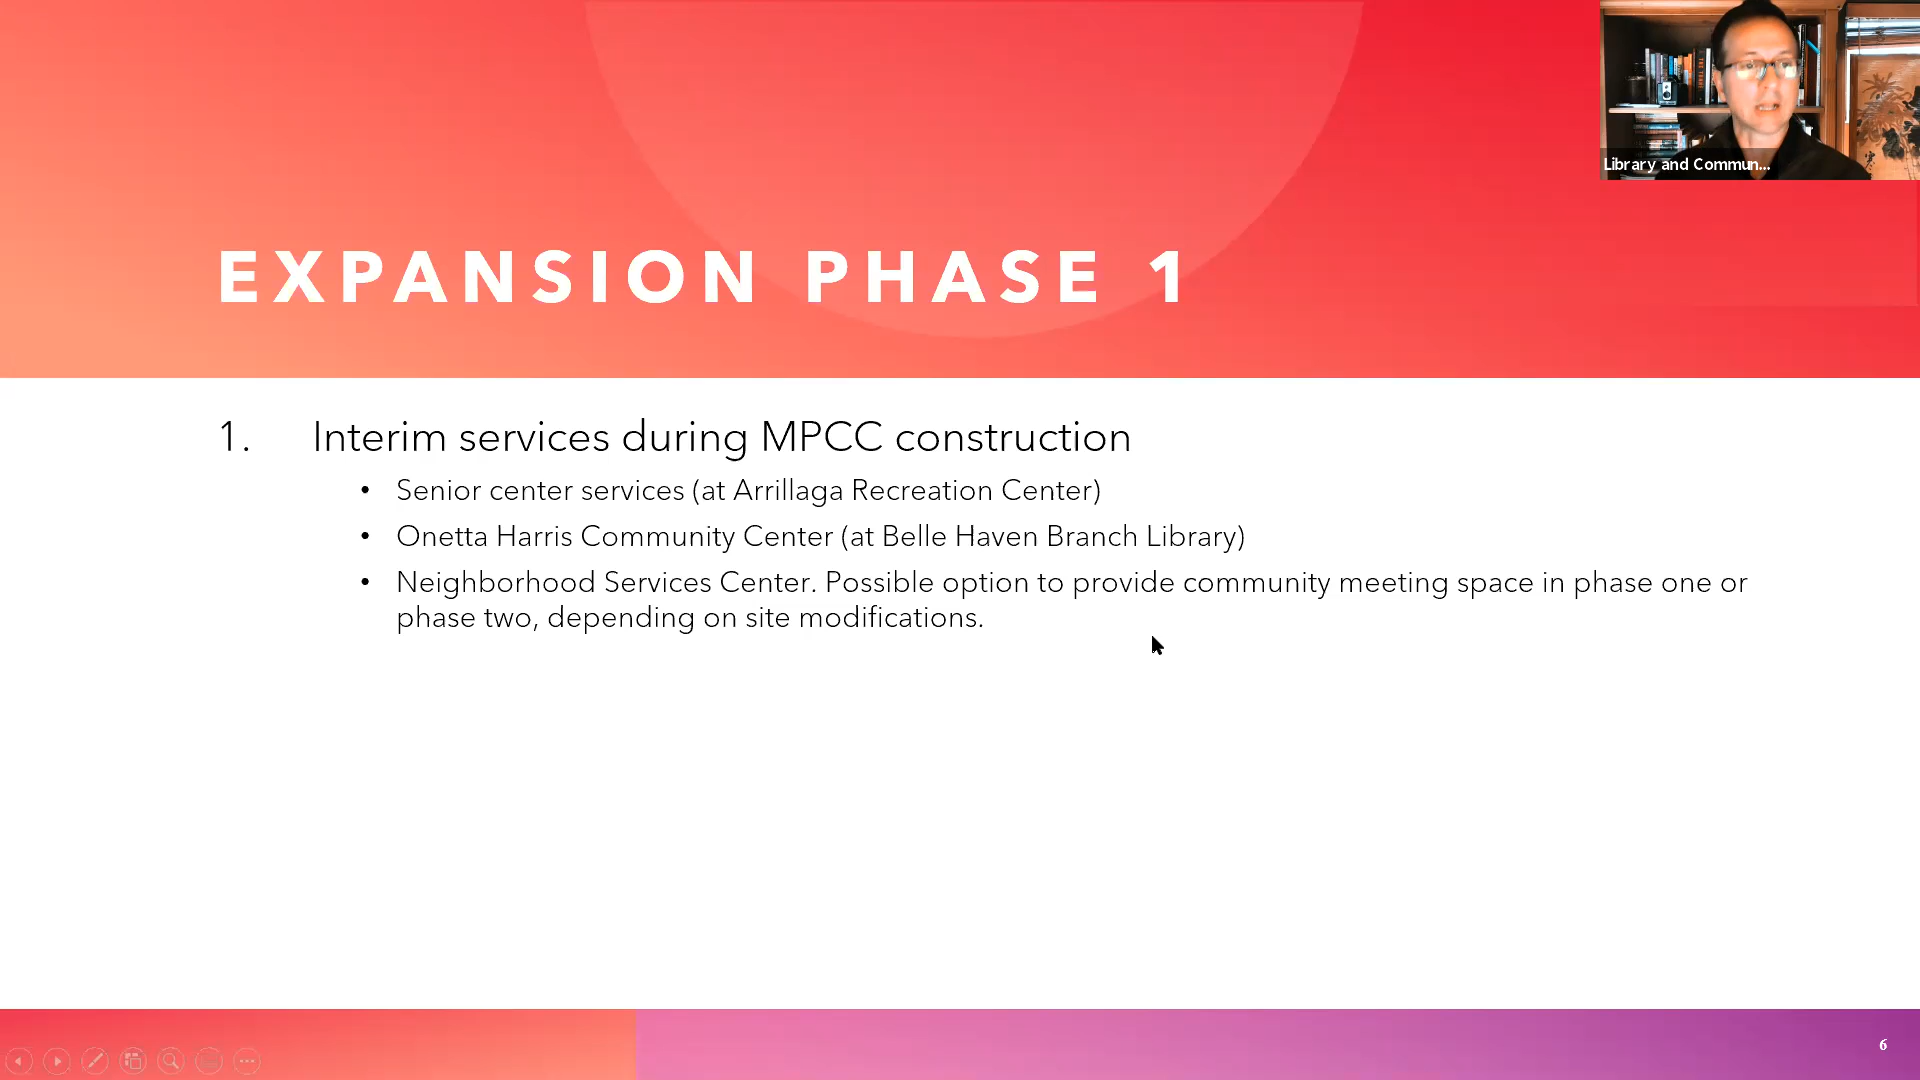 Library and Commun...
EXPANSION PHASE 1
1. Interim services during MPCC construction
• Senior center services (at Arrillaga Recreation Center)
• Onetta Harris Community Center (at Belle Haven Branch Library)
• Neighborhood Services Center. Possible option to provide community meeting space in phase one or
phase two, depending on site modifications.
6